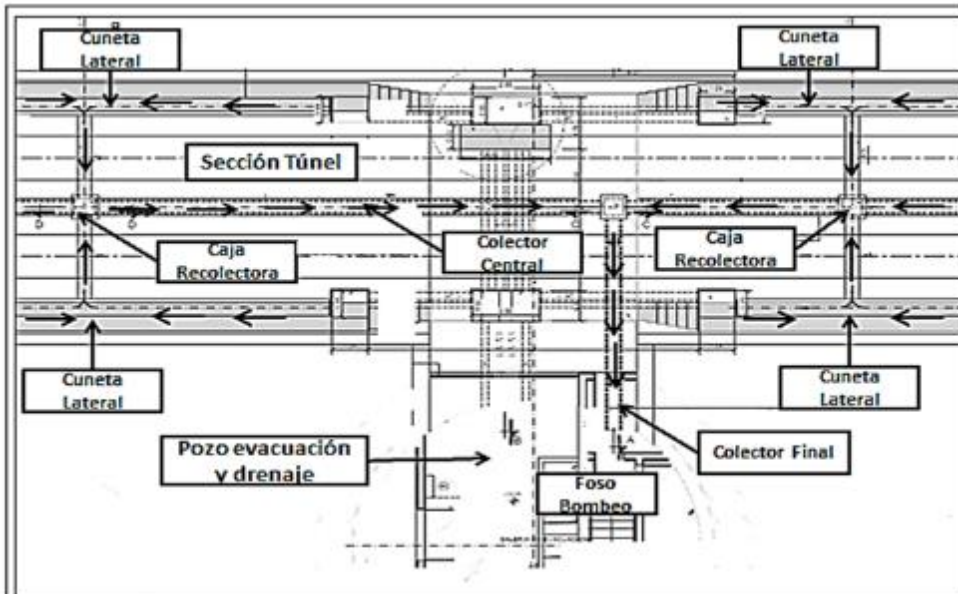 Cuneta
Lateral
Cuneta
Lateral
Sección Túnel
Caja
Recolectora
Colector
Central
Caja
Recolectora
Cuneta
Lateral
Cuneta
Lateral
Pozo evacuación
y drenaje
Colector Final
Foso
Bombeo